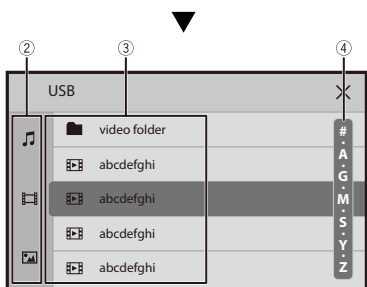 ② ③ ④
USB
video folder
abcdefghi
abcdefghi
abcdefghi
abcdefghi
#
·
A
·
G
·
M
·
S
·
Y
·
Z